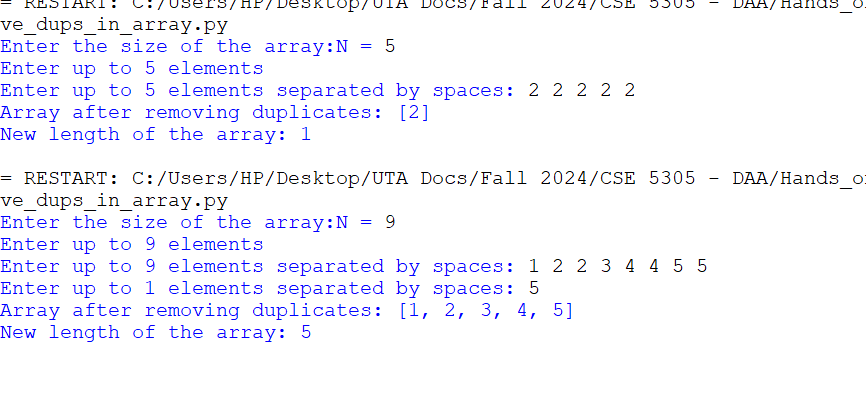 = RESTART: C:/Users/HP/Desktop/UTA Docs/Fall 2024/CSE 5305 - DAA/Hands_o
ve_dups_in_array.py
Enter the size of the array:N = 5
Enter up to 5 elements
Enter up to 5 elements separated by spaces: 2 2 2 2 2
Array after removing duplicates: [2]
New length of the array: 1
= RESTART: C:/Users/HP/Desktop/UTA Docs/Fall 2024/CSE 5305 - DAA/Hands_o
ve_dups_in_array.py
Enter the size of the array:N = 9
Enter up to 9 elements
Enter up to 9 elements separated by spaces: 1 2 2 3 4 4 5 5
Enter up to 1 elements separated by spaces: 5
Array after removing duplicates: [1, 2, 3, 4, 5]
New length of the array: 5